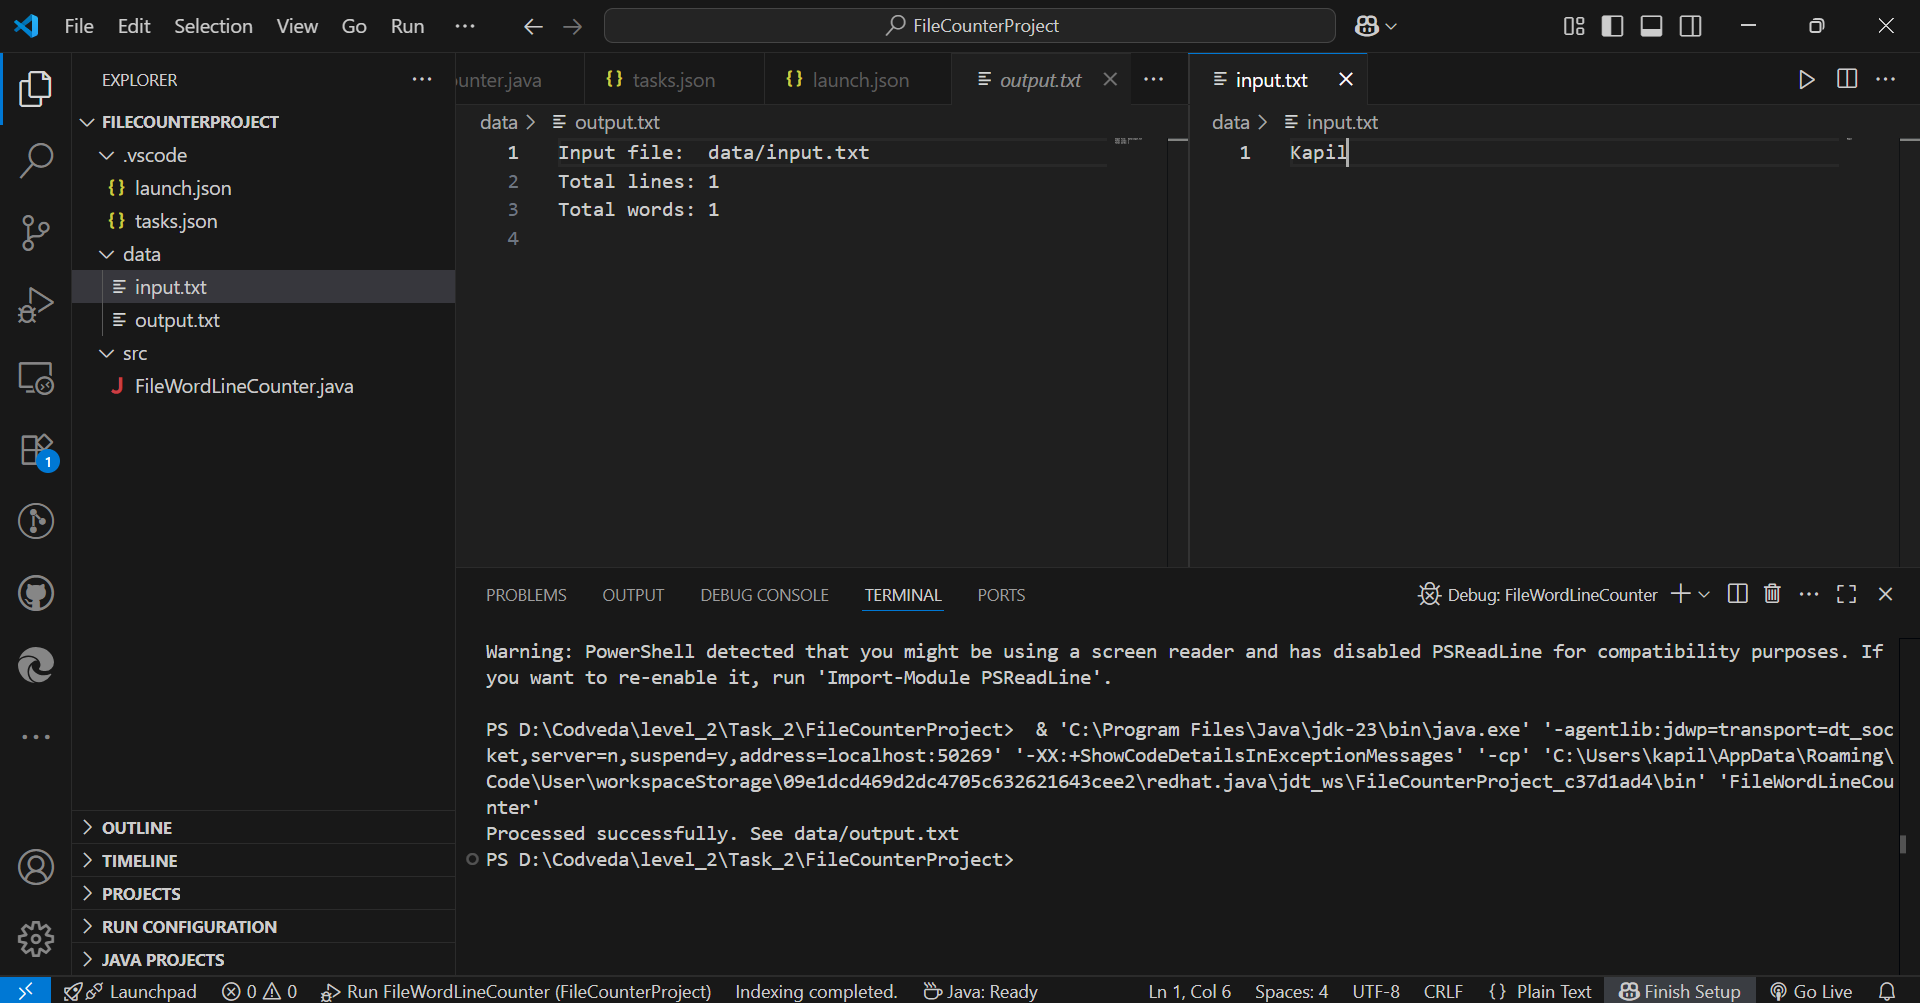 File Edit Selection View Go Run ··· FileCounterProject
EXPLORER ···
FILECOUNTERPROJECT
.vscode
{} launch.json
{} tasks.json
data
input.txt
output.txt
src
J FileWordLineCounter.java
OUTLINE
TIMELINE
PROJECTS
RUN CONFIGURATION
JAVA PROJECTS
1
unter.java {} tasks.json {} launch.json output.txt ···
data > output.txt
1 Input file:  data/input.txt
2 Total lines: 1
3 Total words: 1
4
input.txt ···
data > input.txt
1 Kapil
PROBLEMS OUTPUT DEBUG CONSOLE TERMINAL PORTS Debug: FileWordLineCounter ···
Warning: PowerShell detected that you might be using a screen reader and has disabled PSReadLine for compatibility purposes. If
you want to re-enable it, run 'Import-Module PSReadLine'.
PS D:\Codveda\level_2\Task_2\FileCounterProject>  & 'C:\Program Files\Java\jdk-23\bin\java.exe' '-agentlib:jdwp=transport=dt_soc
ket,server=n,suspend=y,address=localhost:50269' '-XX:+ShowCodeDetailsInExceptionMessages' '-cp' 'C:\Users\kapil\AppData\Roaming\
Code\User\workspaceStorage\09e1dcd469d2dc4705c632621643cee2\redhat.java\jdt_ws\FileCounterProject_c37d1ad4\bin' 'FileWordLineCou
nter'
Processed successfully. See data/output.txt
PS D:\Codveda\level_2\Task_2\FileCounterProject>
Launchpad 0 0 Run FileWordLineCounter (FileCounterProject) Indexing completed. Java: Ready Ln 1, Col 6 Spaces: 4 UTF-8 CRLF {} Plain Text Finish Setup Go Live